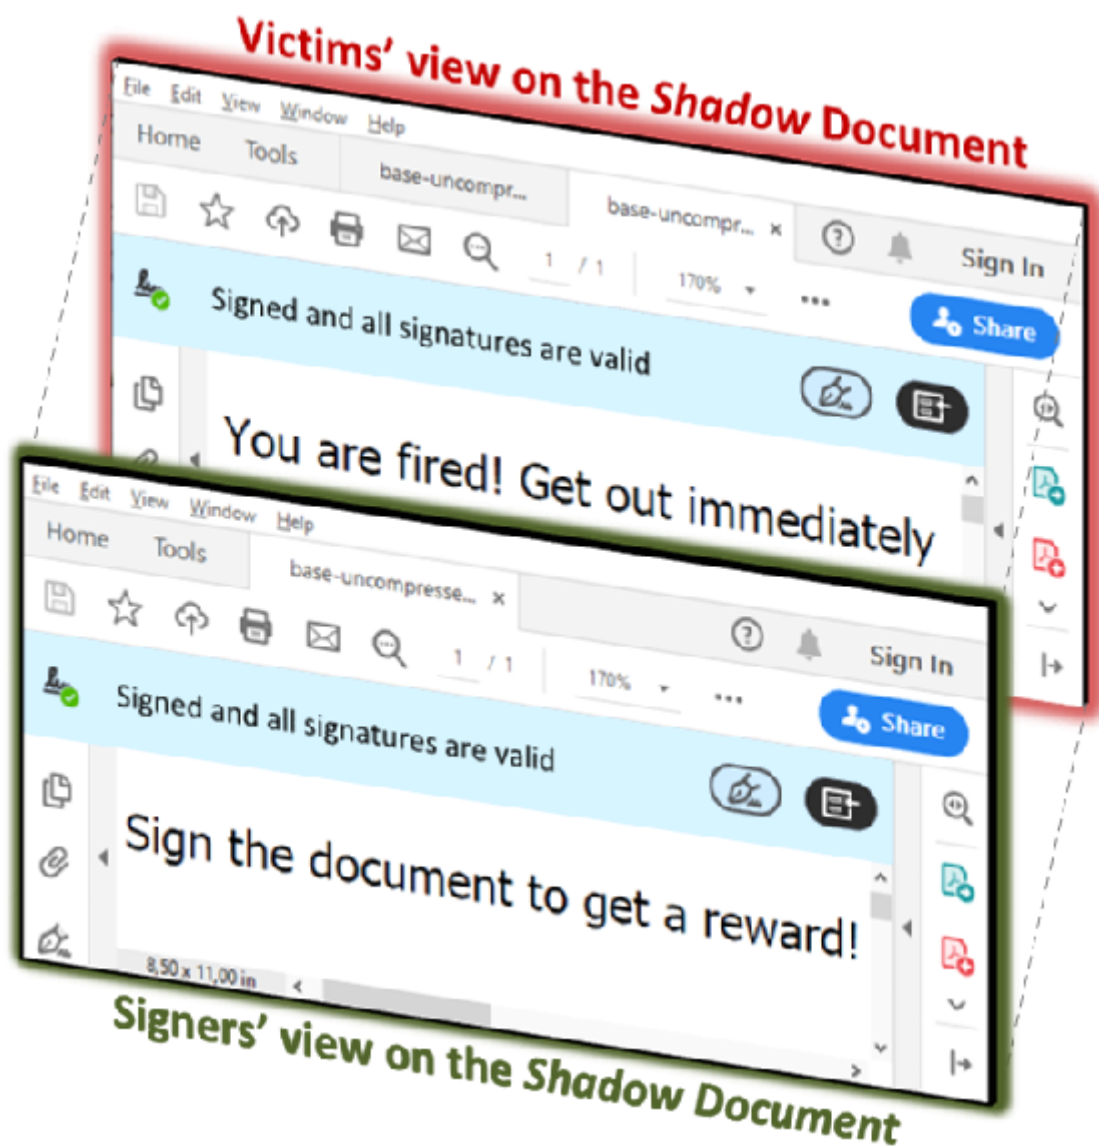 Victims' view on the Shadow Document
File Edit View Window Help
Home Tools base-uncompr... base-uncompr... ×
1 / 1 170% ... Sign In
Share
Signed and all signatures are valid
You are fired! Get out immediately
File Edit View Window Help
Home Tools base-uncompresse... ×
1 / 1 170% ... Sign In
Share
Signed and all signatures are valid
Sign the document to get a reward!
8,50 x 11,00 in
Signers' view on the Shadow Document